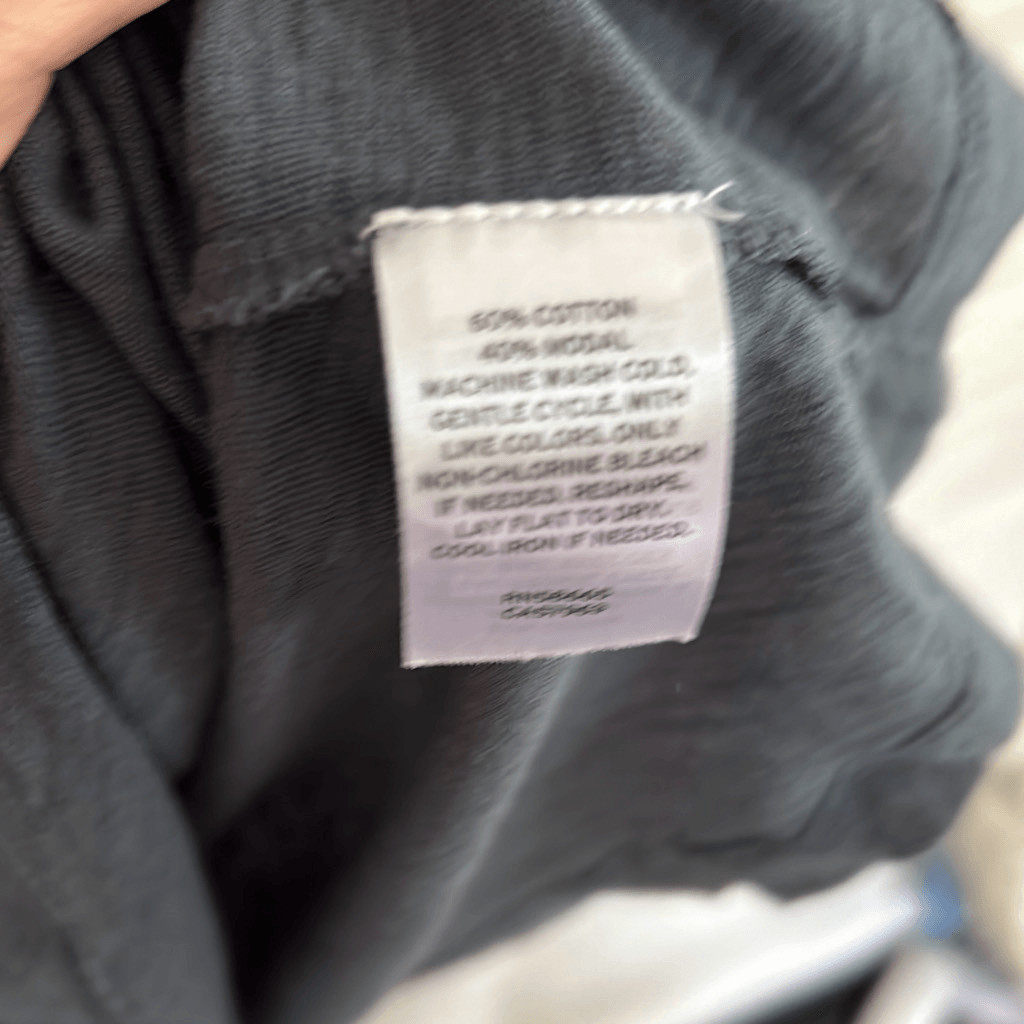 60% COTTON
40% MODAL
MACHINE WASH COLD,
GENTLE CYCLE, WITH
LIKE COLORS. ONLY
NON-CHLORINE BLEACH
IF NEEDED. RESHAPE,
LAY FLAT TO DRY.
COOL IRON IF NEEDED.